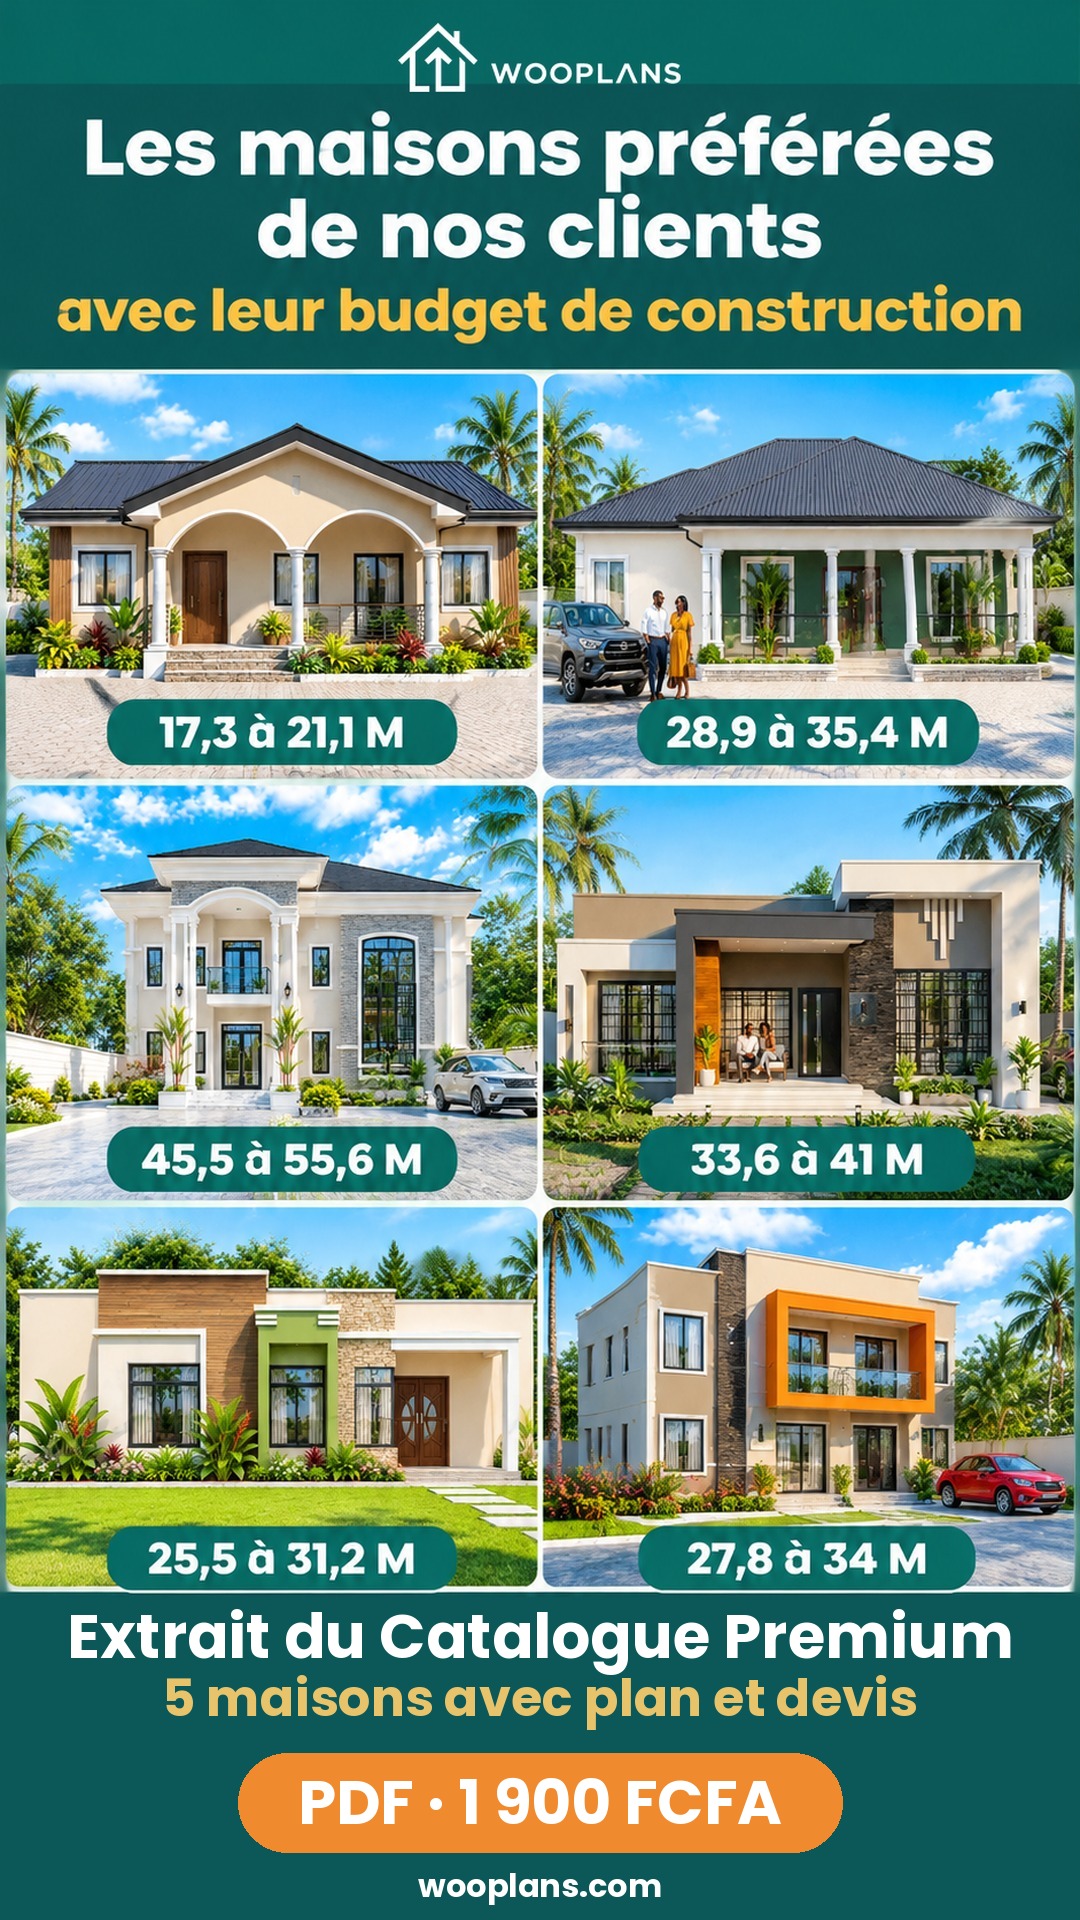 WOOPLANS
Les maisons préférées
de nos clients
avec leur budget de construction
17,3 à 21,1 M
28,9 à 35,4 M
45,5 à 55,6 M
33,6 à 41 M
25,5 à 31,2 M
27,8 à 34 M
Extrait du Catalogue Premium
5 maisons avec plan et devis
PDF · 1 900 FCFA
wooplans.com